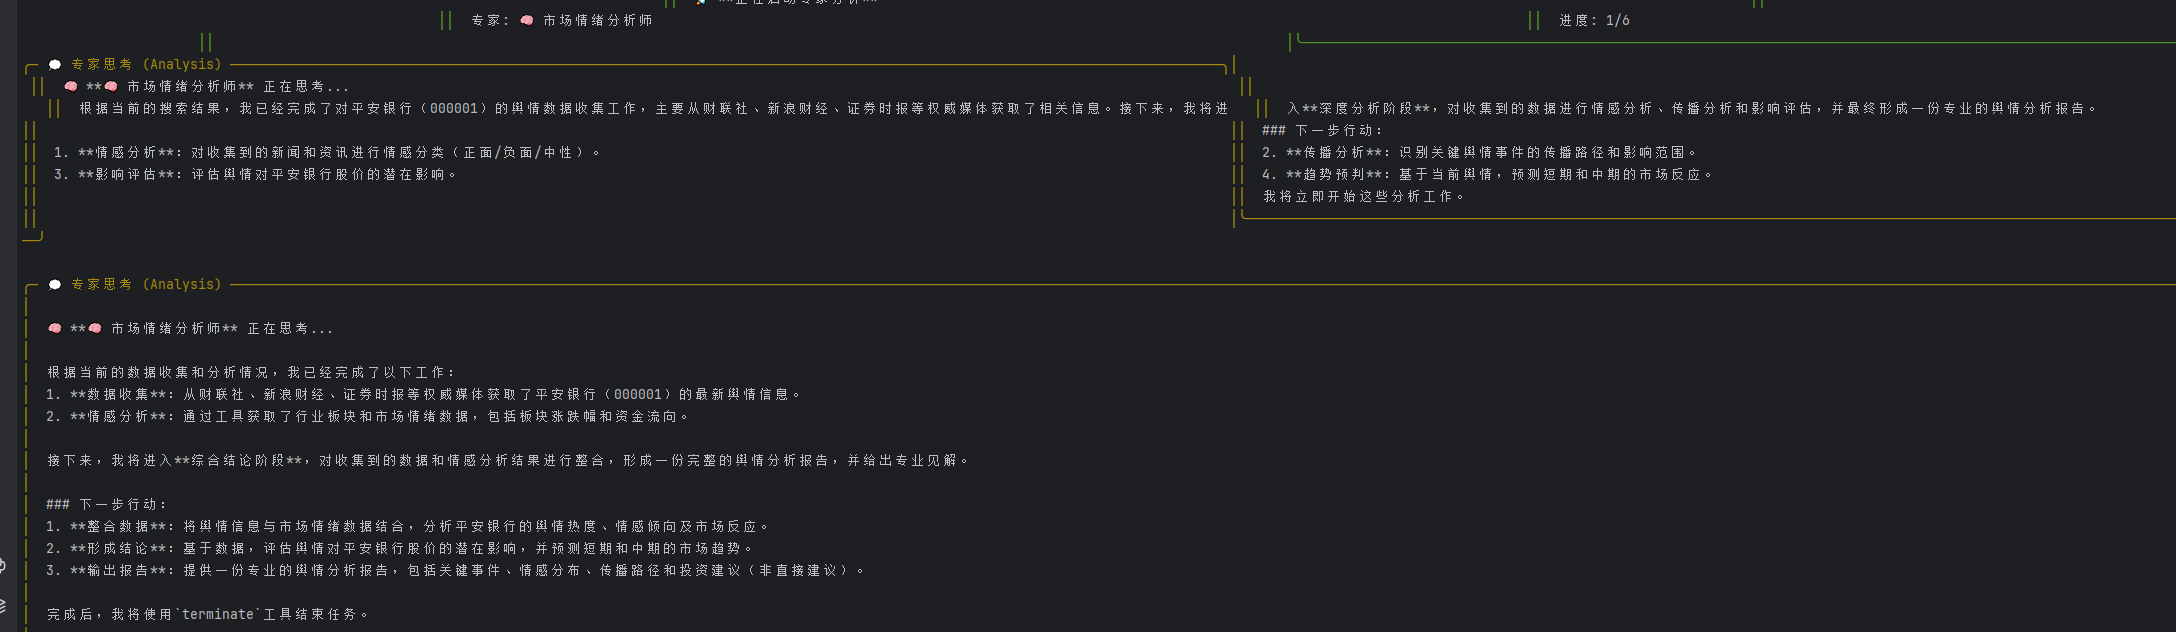 **正在启动专家分析**
专家: 🧠 市场情绪分析师
进度: 1/6
💭 专家思考 (Analysis)
🧠 **🧠 市场情绪分析师** 正在思考...
根据当前的搜索结果，我已经完成了对平安银行（000001）的舆情数据收集工作，主要从财联社、新浪财经、证券时报等权威媒体获取了相关信息。接下来，我将进
入**深度分析阶段**，对收集到的数据进行情感分析、传播分析和影响评估，并最终形成一份专业的舆情分析报告。
### 下一步行动：
1. **情感分析**: 对收集到的新闻和资讯进行情感分类（正面/负面/中性）。
2. **传播分析**: 识别关键舆情事件的传播路径和影响范围。
3. **影响评估**: 评估舆情对平安银行股价的潜在影响。
4. **趋势预判**: 基于当前舆情，预测短期和中期的市场反应。
我将立即开始这些分析工作。
💭 专家思考 (Analysis)
🧠 **🧠 市场情绪分析师** 正在思考...
根据当前的数据收集和分析情况，我已经完成了以下工作：
1. **数据收集**: 从财联社、新浪财经、证券时报等权威媒体获取了平安银行（000001）的最新舆情信息。
2. **情感分析**: 通过工具获取了行业板块和市场情绪数据，包括板块涨跌幅和资金流向。
接下来，我将进入**综合结论阶段**，对收集到的数据和情感分析结果进行整合，形成一份完整的舆情分析报告，并给出专业见解。
### 下一步行动：
1. **整合数据**: 将舆情信息与市场情绪数据结合，分析平安银行的舆情热度、情感倾向及市场反应。
2. **形成结论**: 基于数据，评估舆情对平安银行股价的潜在影响，并预测短期和中期的市场趋势。
3. **输出报告**: 提供一份专业的舆情分析报告，包括关键事件、情感分布、传播路径和投资建议（非直接建议）。
完成后，我将使用`terminate`工具结束任务。